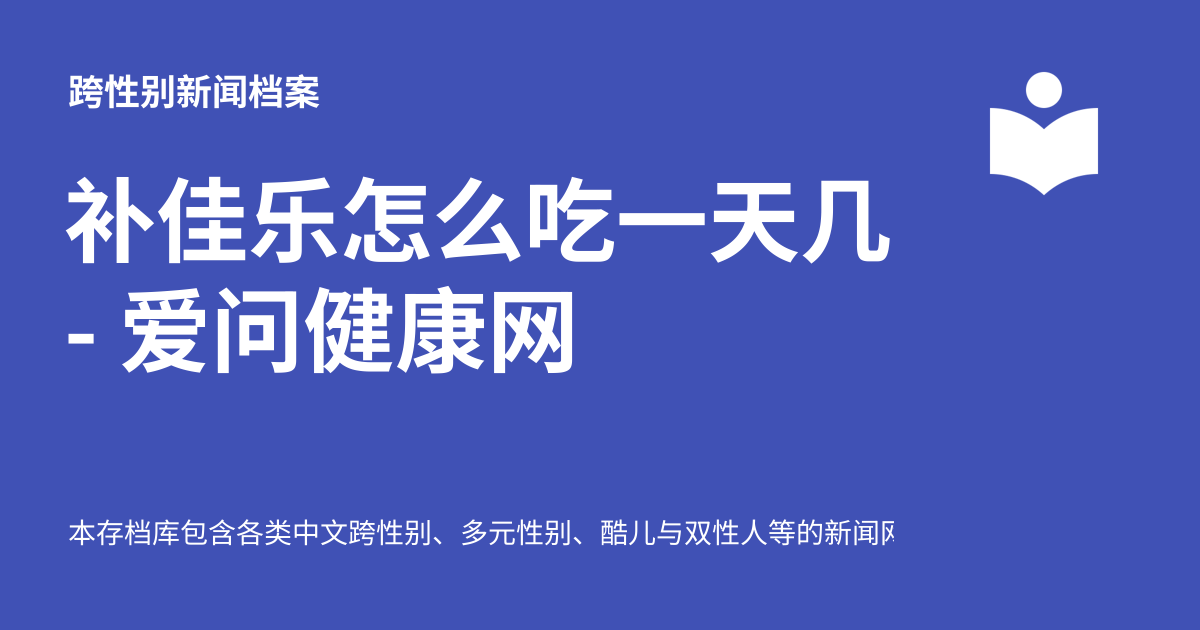 跨性别新闻档案
补佳乐怎么吃一天几
- 爱问健康网
本存档库包含各类中文跨性别、多元性别、酷儿与双性人等的新闻网